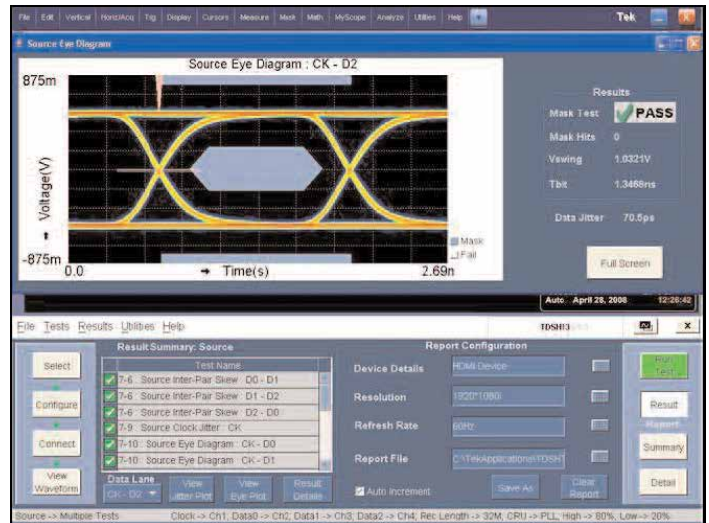 File Edit Vertical Horiz/Acq Trig Display Cursors Measure Mask Math MyScope Analyze Utilities Help Tek
Source Eye Diagram
Source Eye Diagram : CK - D2
875m
Voltage(V)
-875m
0.0
Time(s)
2.69n
Mask
Fail
Results
Mask Test PASS
Mask Hits 0
Vswing 1.0321V
Tbit 1.3468ns
Data Jitter 70.5ps
Full Screen
Auto April 28, 2008 12:26:42
File Tests Results Utilities Help TDSHT3
Select
Configure
Connect
View Waveform
Result Summary: Source
Test Name
7-6 : Source Inter-Pair Skew : D0 - D1
7-6 : Source Inter-Pair Skew : D1 - D2
7-6 : Source Inter-Pair Skew : D2 - D0
7-9 : Source Clock Jitter : CK
7-10 : Source Eye Diagram : CK - D0
7-10 : Source Eye Diagram : CK - D1
Data Lane
CK - D2
View Jitter Plot
View Eye Plot
Result Details
Report Configuration
Device Details HDMI Device
Resolution 1920*1080i
Refresh Rate 60Hz
Report File C:\TekApplications\TDSHT
Auto Increment
Save As
Clear Report
Run Test
Result
Report
Summary
Detail
Source -> Multiple Tests Clock -> Ch1, Data0 -> Ch2, Data1 -> Ch3, Data2 -> Ch4, Rec Length -> 32M, CRU -> PLL, High -> 80%, Low -> 20%